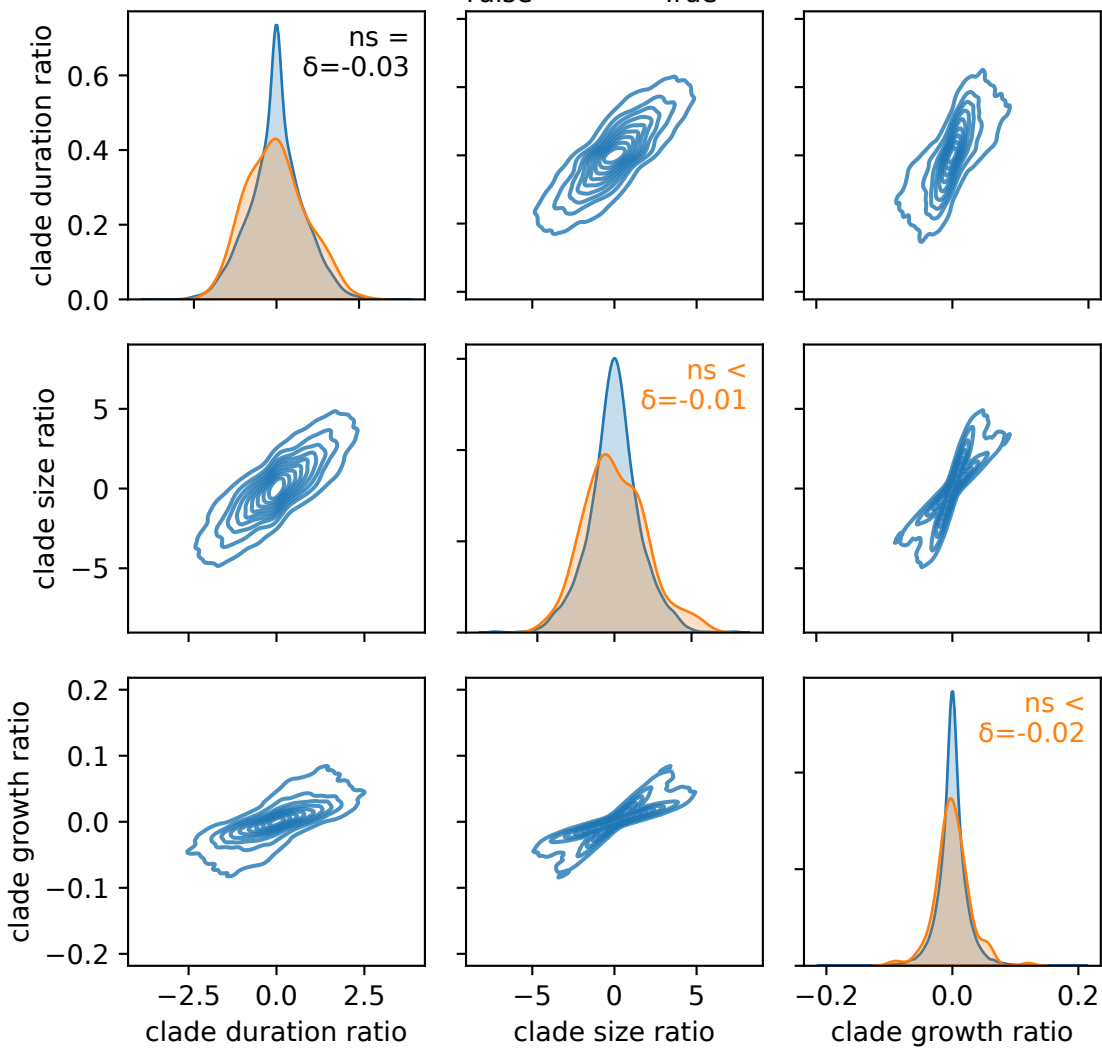 ns =
δ=-0.03
clade duration ratio
0.6
0.4
0.2
0.0
ns <
δ=-0.01
clade size ratio
5
0
−5
ns <
δ=-0.02
clade growth ratio
0.2
0.1
0.0
−0.1
−0.2
−2.5 0.0 2.5
−5 0 5
−0.2 0.0 0.2
clade duration ratio
clade size ratio
clade growth ratio